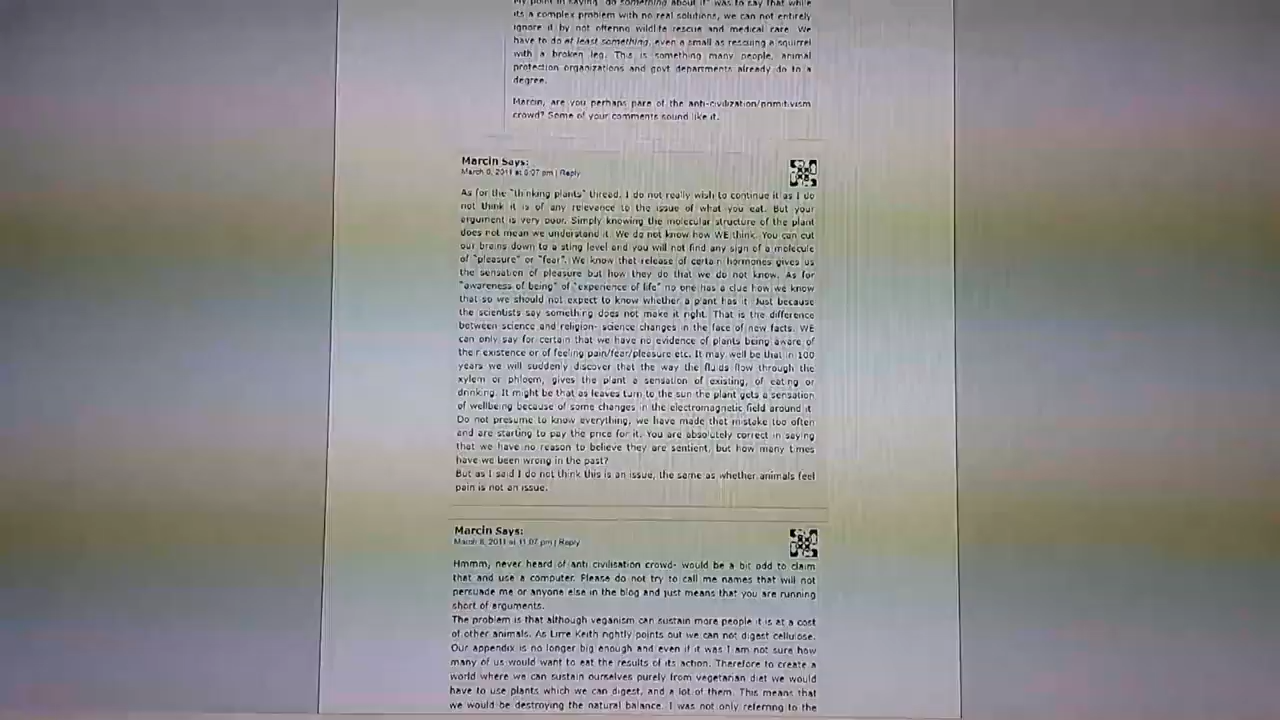 My point in saying "do something about it" was to say that while
its a complex problem with no real solutions, we can not entirely
ignore it by not offering wildlife rescue and medical care. We
have to do at least something, even a small as rescuing a squirrel
with a broken leg. This is something many people, animal
protection organizations and govt departments already do to a
degree.
Marcin, are you perhaps part of the anti-civilization/primitivism
crowd? Some of your comments sound like it.
Marcin Says:
March 8, 2011 at 6:07 pm | Reply
As for the "thinking plants" thread, I do not really wish to continue it as I do
not think it is of any relevance to the issue of what you eat. But your
argument is very poor. Simply knowing the molecular structure of the plant
does not mean we understand it. We do not know how WE think. You can cut
our brains down to a sting level and you will not find any sign of a molecule
of "pleasure" or "fear". We know that release of certain hormones gives us
the sensation of pleasure but how they do that we do not know. As for
"awareness of being" of "experience of life" no one has a clue how we know
that so we should not expect to know whether a plant has it. Just because
the scientists say something does not make it right. That is the difference
between science and religion- science changes in the face of new facts. WE
can only say for certain that we have no evidence of plants being aware of
their existence or of feeling pain/fear/pleasure etc. It may well be that in 100
years we will suddenly discover that the way the fluids flow through the
xylem or phloem, gives the plant a sensation of existing, of eating or
drinking. It might be that as leaves turn to the sun the plant gets a sensation
of wellbeing because of some changes in the electromagnetic field around it.
Do not presume to know everything, we have made that mistake too often
and are starting to pay the price for it. You are absolutely correct in saying
that we have no reason to believe they are sentient, but how many times
have we been wrong in the past?
But as I said I do not think this is an issue, the same as whether animals feel
pain is not an issue.
Marcin Says:
March 8, 2011 at 11:07 pm | Reply
Hmmm, never heard of anti civilisation crowd- would be a bit odd to claim
that and use a computer. Please do not try to call me names that will not
persuade me or anyone else in the blog and just means that you are running
short of arguments.
The problem is that although veganism can sustain more people it is at a cost
of other animals. As Lirre Keith rightly points out we can not digest cellulose.
Our appendix is no longer big enough and even if it was I am not sure how
many of us would want to eat the results of its action. Therefore to create a
world where we can sustain ourselves purely from vegetarian diet we would
have to use plants which we can digest, and a lot of them. This means that
we would be destroying the natural balance. I was not only referring to the